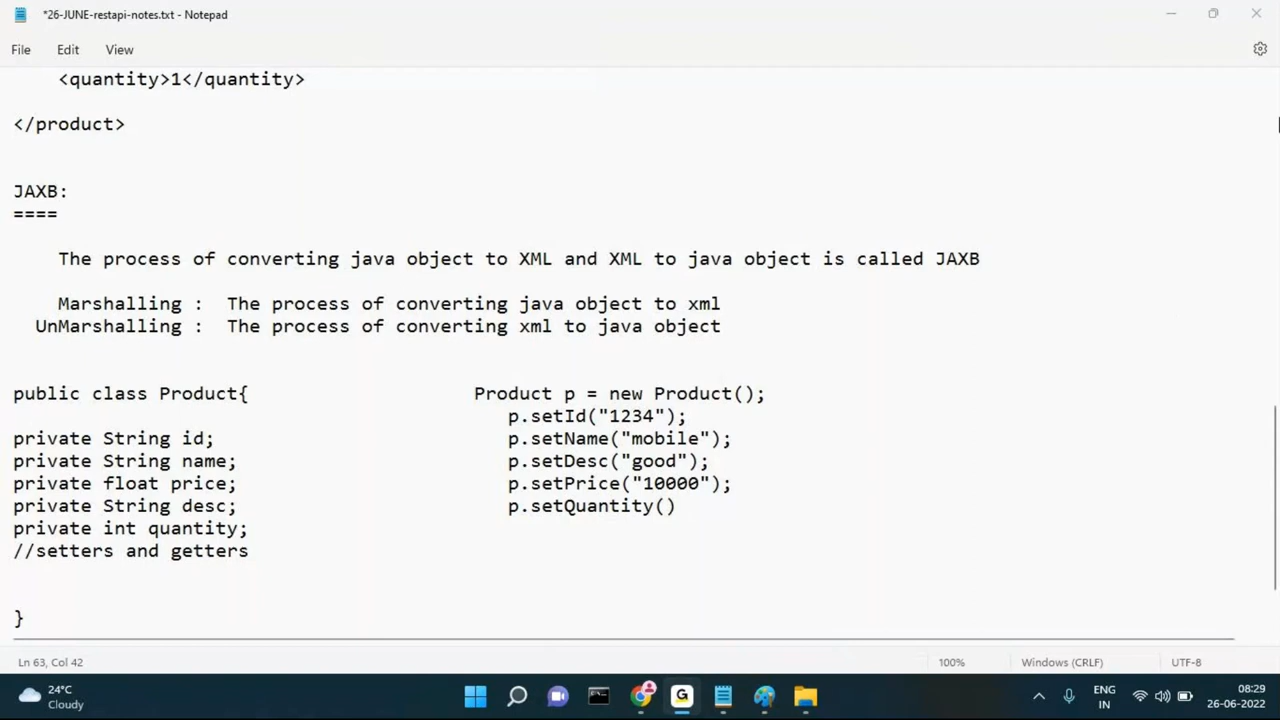 *26-JUNE-restapi-notes.txt - Notepad
File Edit View
<quantity>1</quantity>
</product>
JAXB:
====
The process of converting java object to XML and XML to java object is called JAXB
Marshalling : The process of converting java object to xml
UnMarshalling : The process of converting xml to java object
public class Product{ Product p = new Product();
p.setId("1234");
private String id; p.setName("mobile");
private String name; p.setDesc("good");
private float price; p.setPrice("10000");
private String desc; p.setQuantity()
private int quantity;
//setters and getters
}
Ln 63, Col 42 100% Windows (CRLF) UTF-8
24°C ENG 08:29
Cloudy IN 26-06-2022